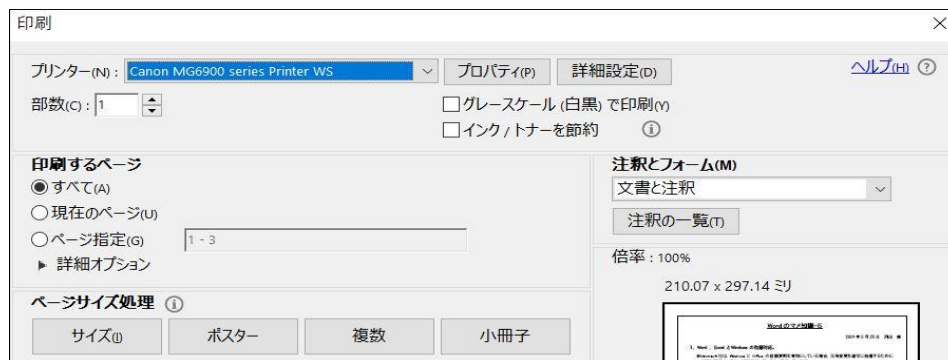 印刷
プリンター(N) : Canon MG6900 series Printer WS プロパティ(P) 詳細設定(D) ヘルプ(H)
部数(C) : 1 グレースケール (白黒) で印刷(Y)
インク / トナーを節約
印刷するページ
すべて(A)
現在のページ(U)
ページ指定(G) 1 - 3
詳細オプション
注釈とフォーム(M)
文書と注釈
注釈の一覧(T)
ページサイズ処理
サイズ(I) ポスター 複数 小冊子
倍率 : 100%
210.07 x 297.14 ミリ
Word のマメ知識-5